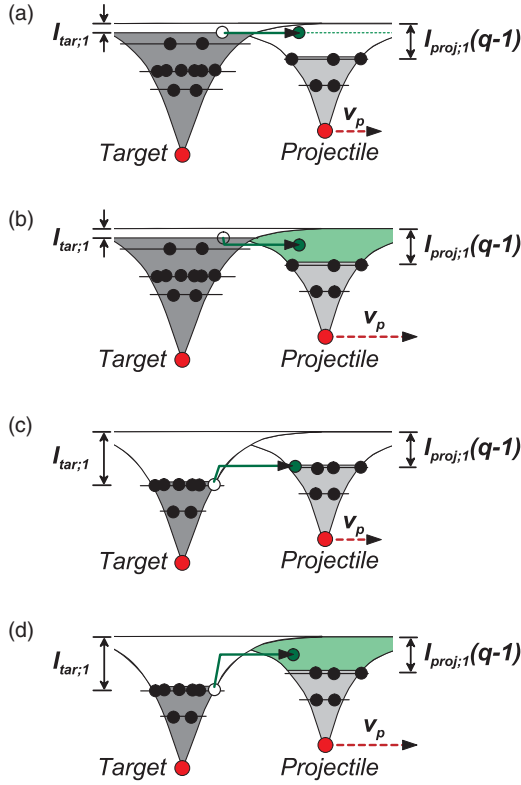 (a)
I_tar;1
I_proj;1(q-1)
v_p
Target
Projectile
(b)
I_tar;1
I_proj;1(q-1)
v_p
Target
Projectile
(c)
I_tar;1
I_proj;1(q-1)
v_p
Target
Projectile
(d)
I_tar;1
I_proj;1(q-1)
v_p
Target
Projectile